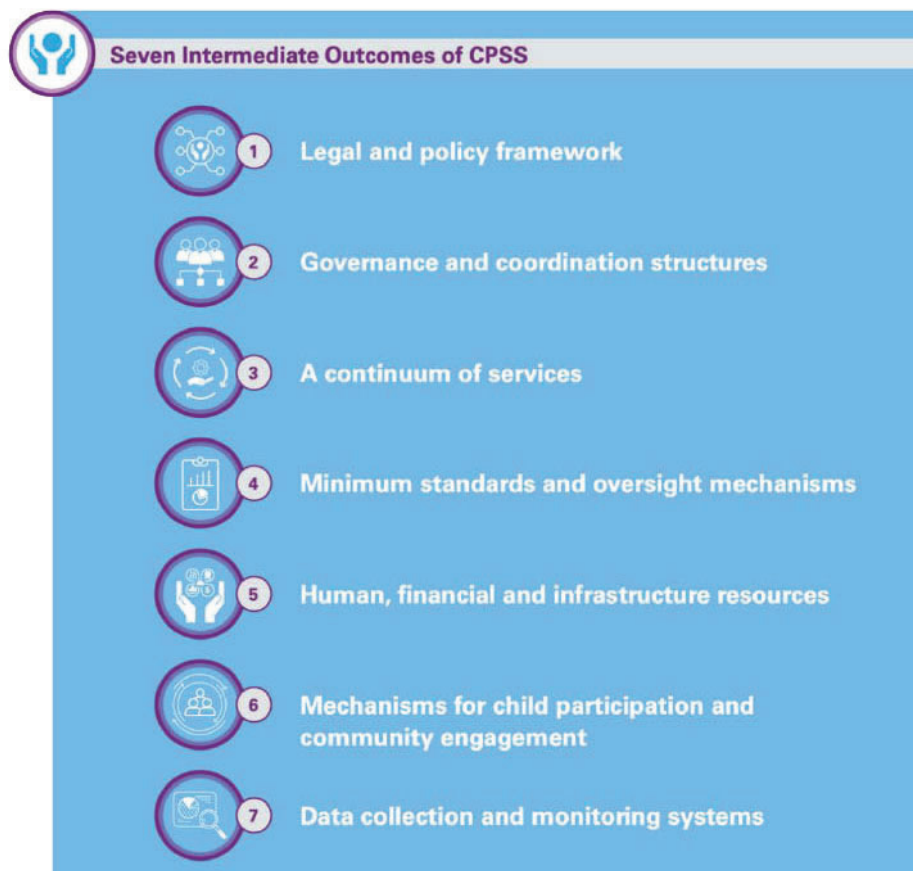 Seven Intermediate Outcomes of CPSS
1 Legal and policy framework
2 Governance and coordination structures
3 A continuum of services
4 Minimum standards and oversight mechanisms
5 Human, financial and infrastructure resources
6 Mechanisms for child participation and
community engagement
7 Data collection and monitoring systems